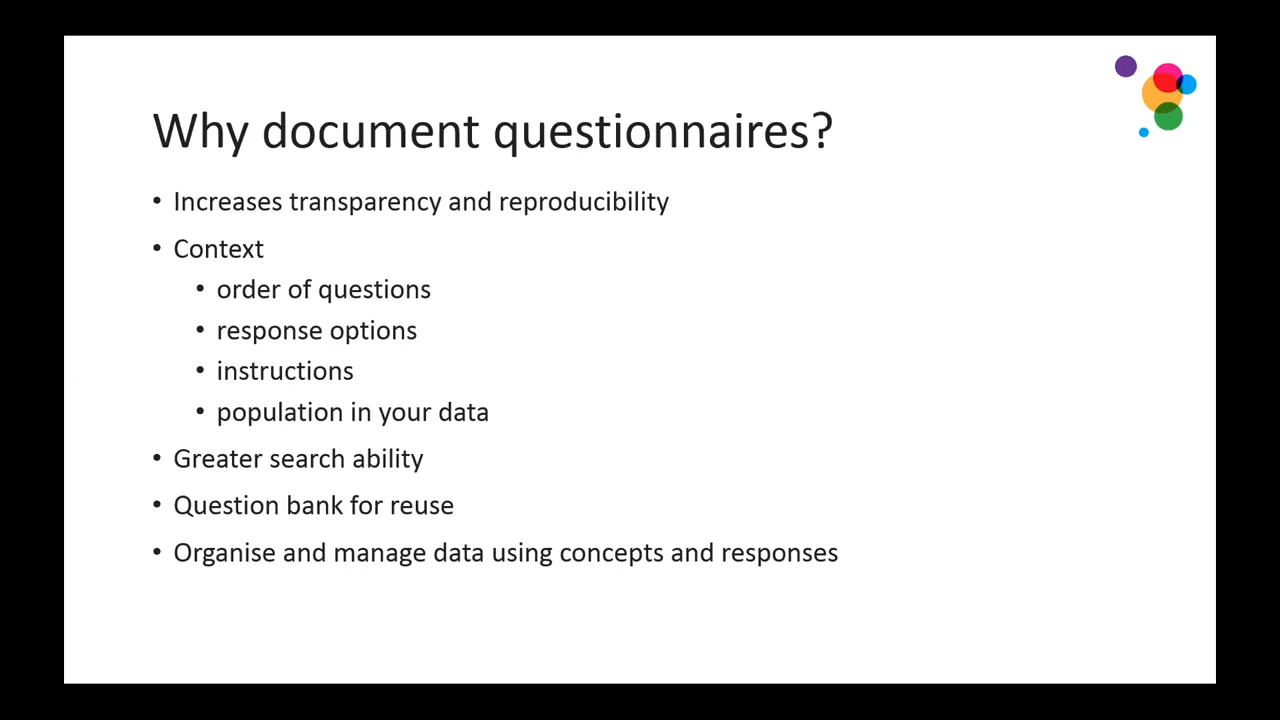 Why document questionnaires?
• Increases transparency and reproducibility
• Context
• order of questions
• response options
• instructions
• population in your data
• Greater search ability
• Question bank for reuse
• Organise and manage data using concepts and responses